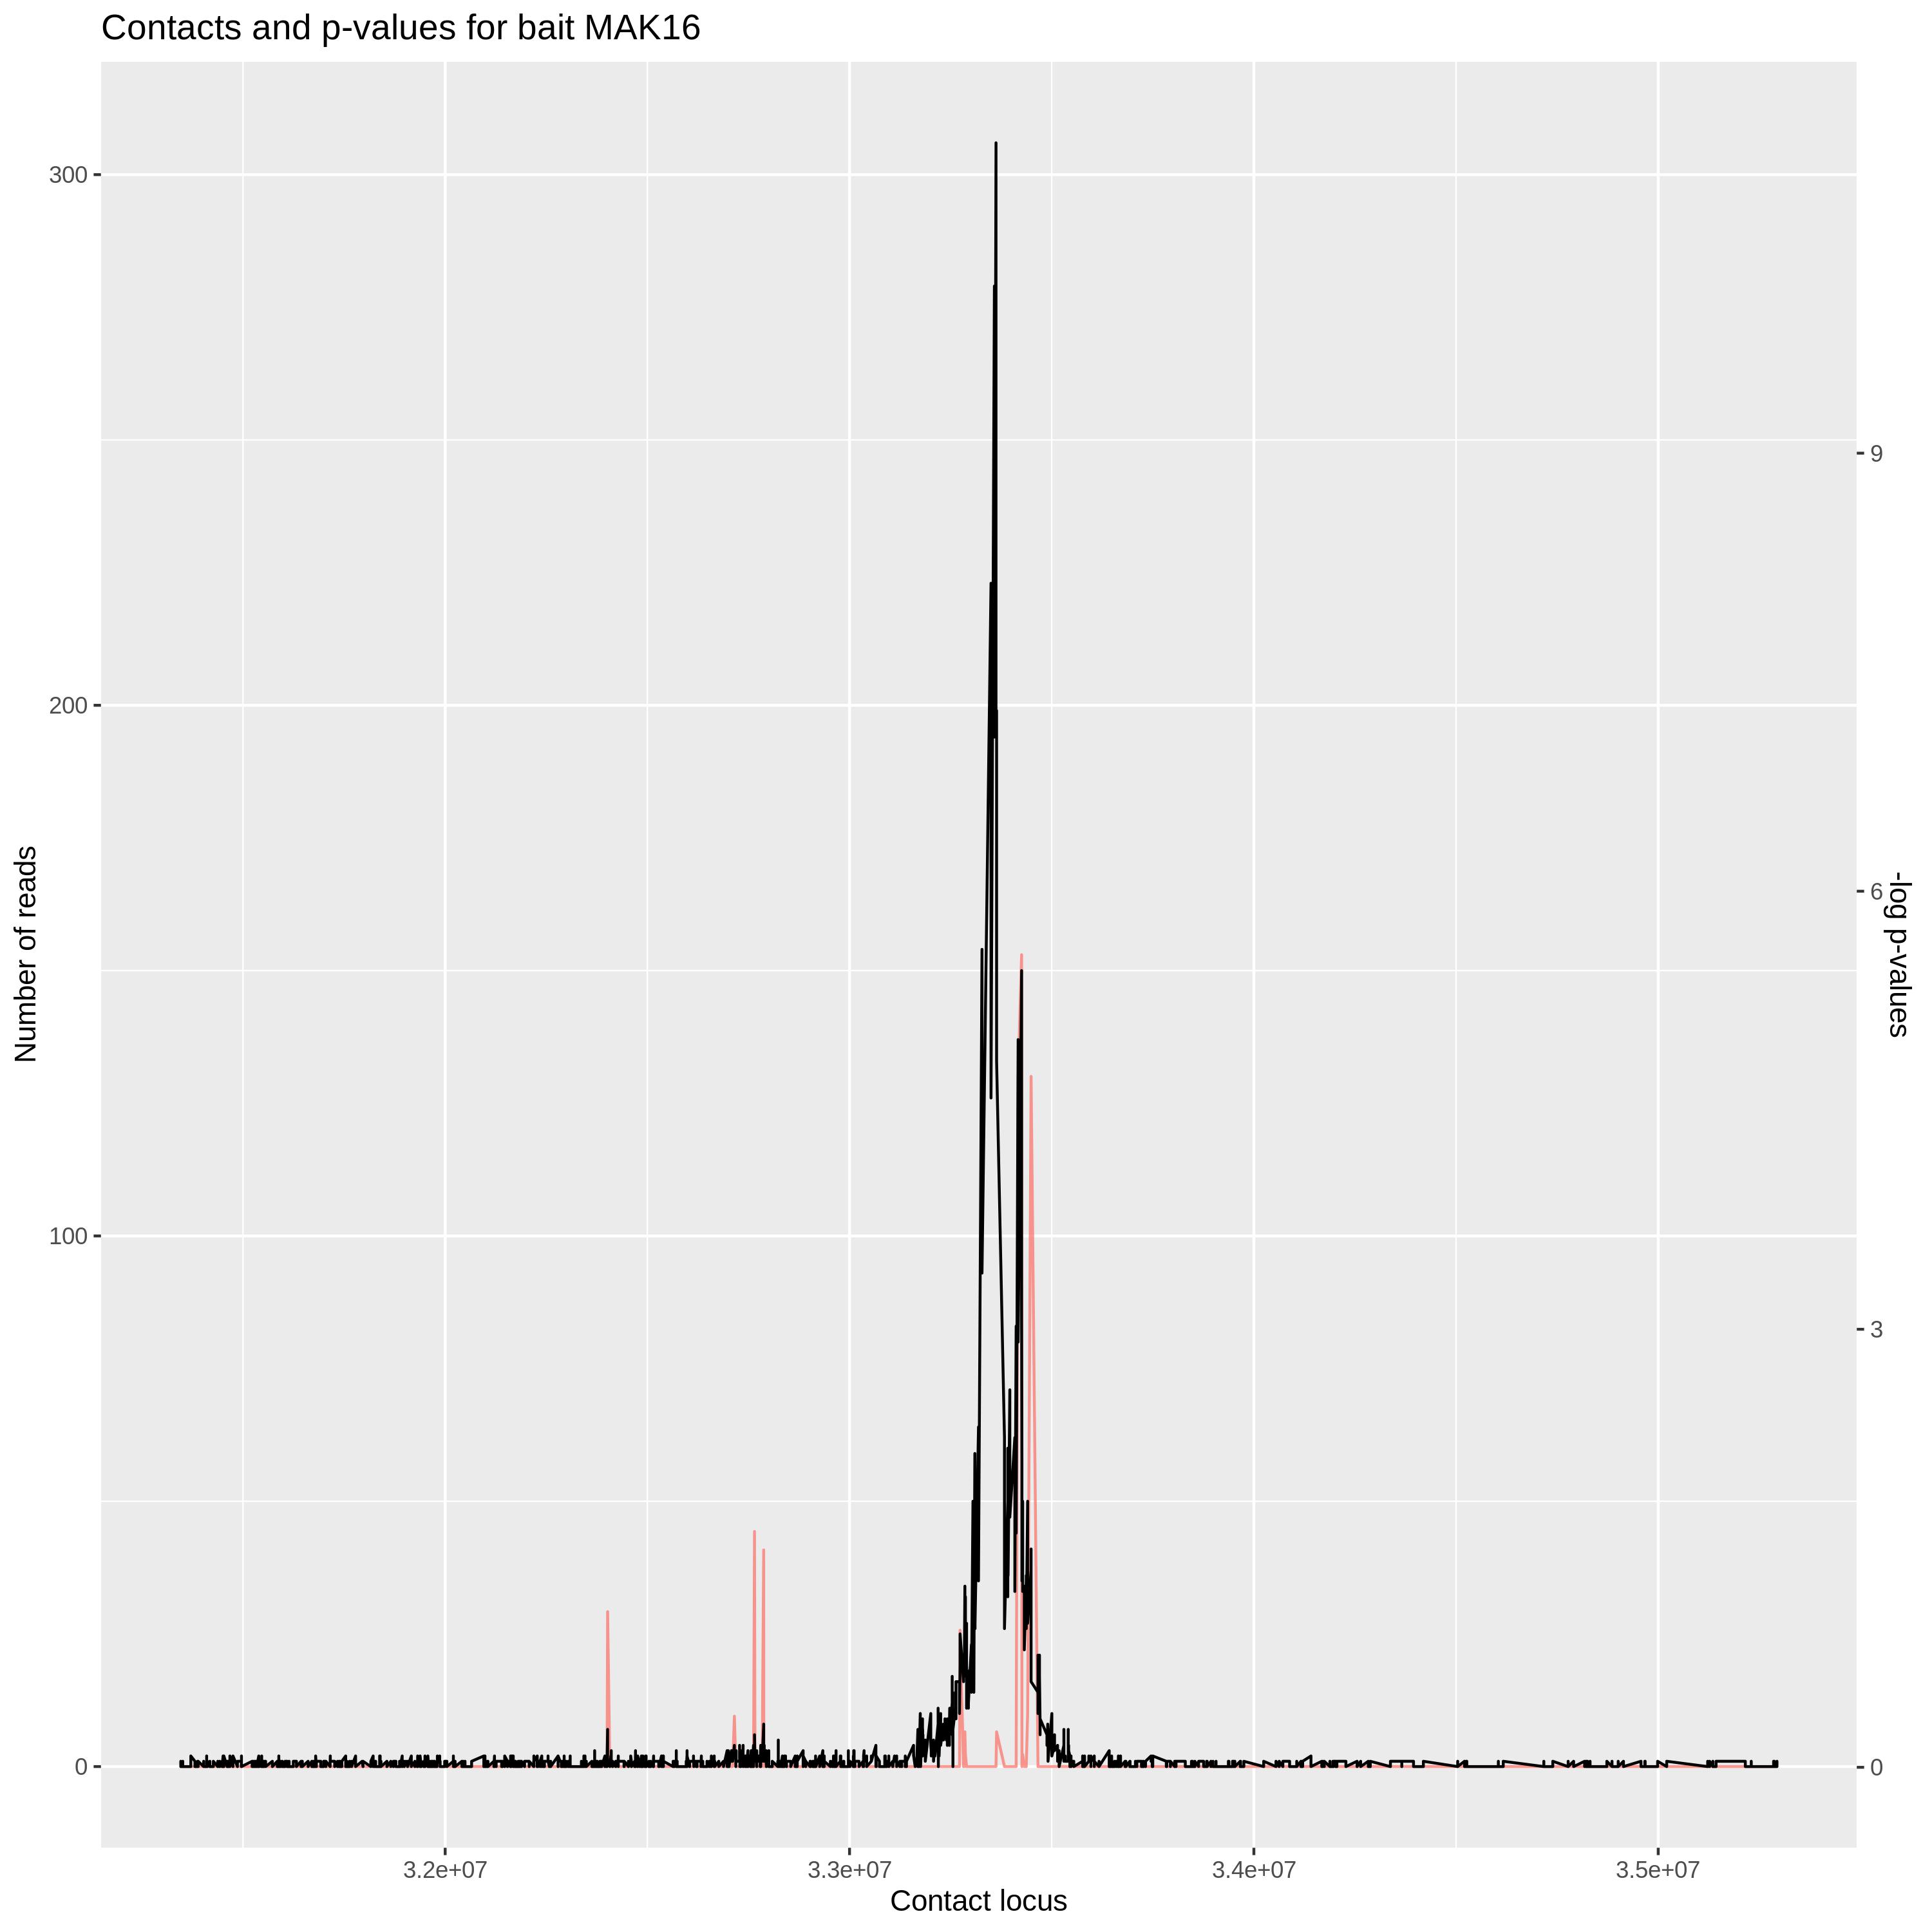 Contacts and p-values for bait MAK16
300
200
100
0
Number of reads
9
6
3
0
-log p-values
3.2e+07
3.3e+07
3.4e+07
3.5e+07
Contact locus